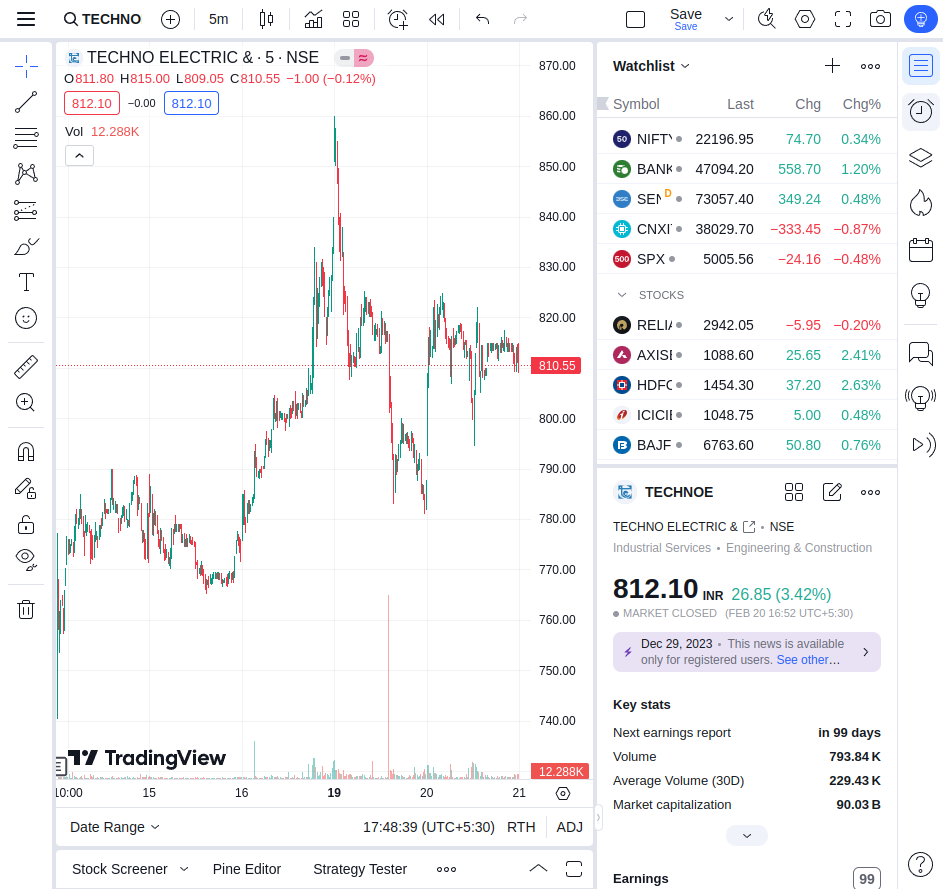 TECHNO
5m
Save
Save
TECHNO ELECTRIC & · 5 · NSE
O811.80 H815.00 L809.05 C810.55 −1.00 (−0.12%)
812.10 −0.00 812.10
Vol 12.288K
870.00
860.00
850.00
840.00
830.00
820.00
810.55
800.00
790.00
780.00
770.00
760.00
750.00
740.00
12.288K
TradingView
10:00 15 16 19 20 21
Date Range
17:48:39 (UTC+5:30) RTH ADJ
Stock Screener Pine Editor Strategy Tester
Watchlist
Symbol Last Chg Chg%
50 NIFTY 22196.95 74.70 0.34%
BANK 47094.20 558.70 1.20%
SEN D 73057.40 349.24 0.48%
CNXI 38029.70 −333.45 −0.87%
500 SPX 5005.56 −24.16 −0.48%
STOCKS
RELIA 2942.05 −5.95 −0.20%
AXISE 1088.60 25.65 2.41%
HDFC 1454.30 37.20 2.63%
ICICIE 1048.75 5.00 0.48%
BAJF 6763.60 50.80 0.76%
TECHNOE
TECHNO ELECTRIC & • NSE
Industrial Services • Engineering & Construction
812.10 INR 26.85 (3.42%)
MARKET CLOSED (FEB 20 16:52 UTC+5:30)
Dec 29, 2023 • This news is available
only for registered users. See other…
Key stats
Next earnings report in 99 days
Volume 793.84 K
Average Volume (30D) 229.43 K
Market capitalization 90.03 B
Earnings
99